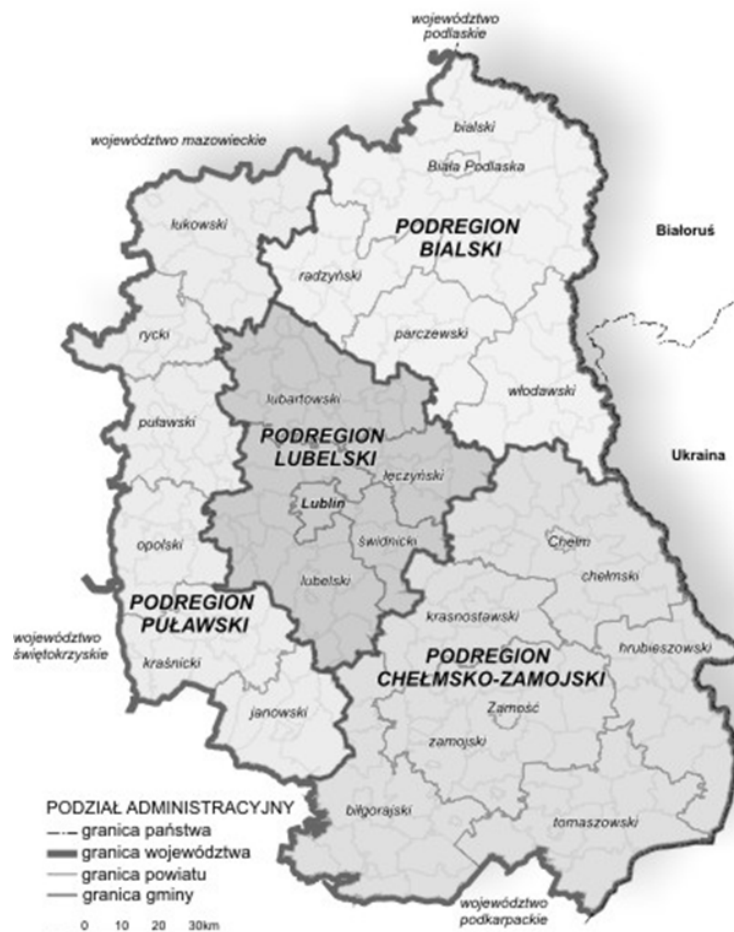 województwo
podlaskie
województwo mazowieckie
bialski
Biała Podlaska
łukowski
PODREGION
BIALSKI
Białoruś
radzyński
rycki
parczewski
włodawski
lubartowski
puławski
PODREGION
LUBELSKI
Ukraina
łęczyński
Lublin
opolski
świdnicki
Chełm
chełmski
lubelski
PODREGION
PUŁAWSKI
krasnostawski
województwo
świętokrzyskie
hrubieszowski
PODREGION
CHEŁMSKO-ZAMOJSKI
kraśnicki
janowski
Zamość
zamojski
PODZIAŁ ADMINISTRACYJNY
granica państwa
granica województwa
granica powiatu
granica gminy
0 10 20 30km
biłgorajski
tomaszowski
województwo
podkarpackie